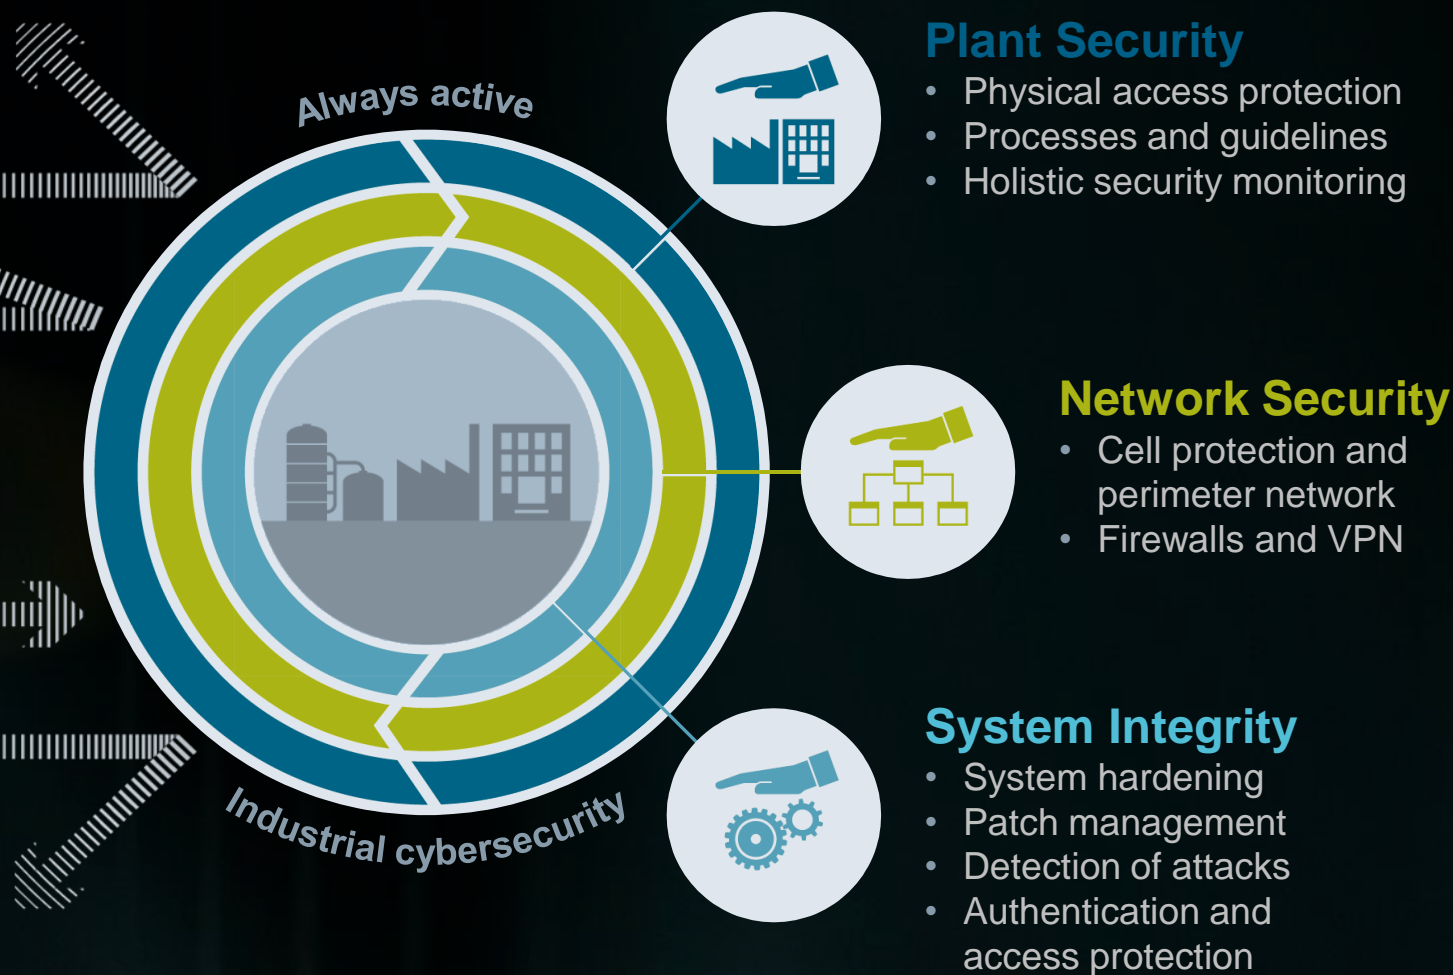 Always active
Plant Security
• Physical access protection
• Processes and guidelines
• Holistic security monitoring
Network Security
• Cell protection and
perimeter network
• Firewalls and VPN
System Integrity
• System hardening
• Patch management
• Detection of attacks
• Authentication and
access protection
Industrial cybersecurity